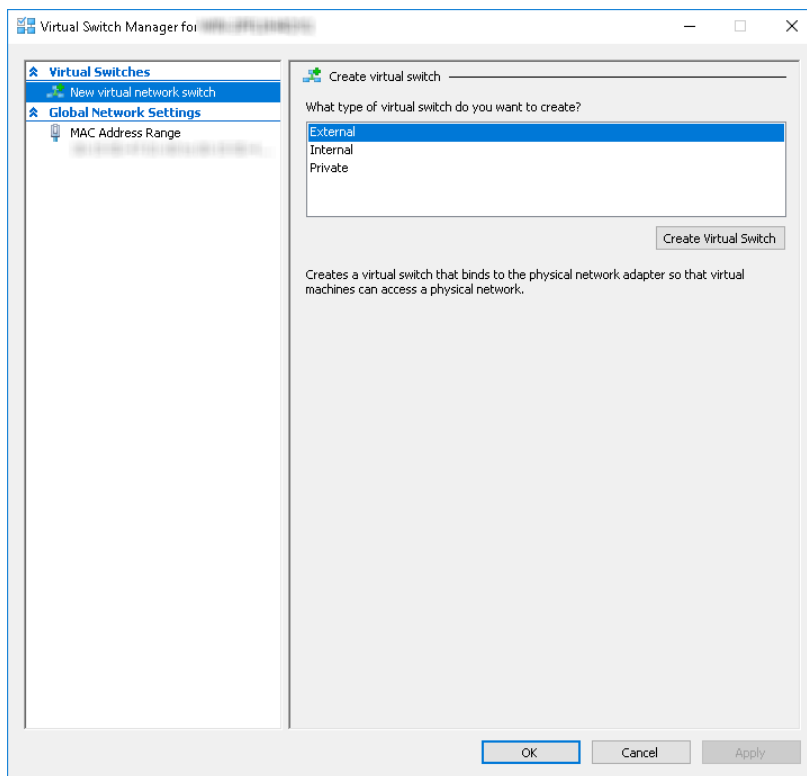 Virtual Switch Manager for
Virtual Switches
New virtual network switch
Global Network Settings
MAC Address Range
Create virtual switch
What type of virtual switch do you want to create?
External
Internal
Private
Create Virtual Switch
Creates a virtual switch that binds to the physical network adapter so that virtual
machines can access a physical network.
OK
Cancel
Apply